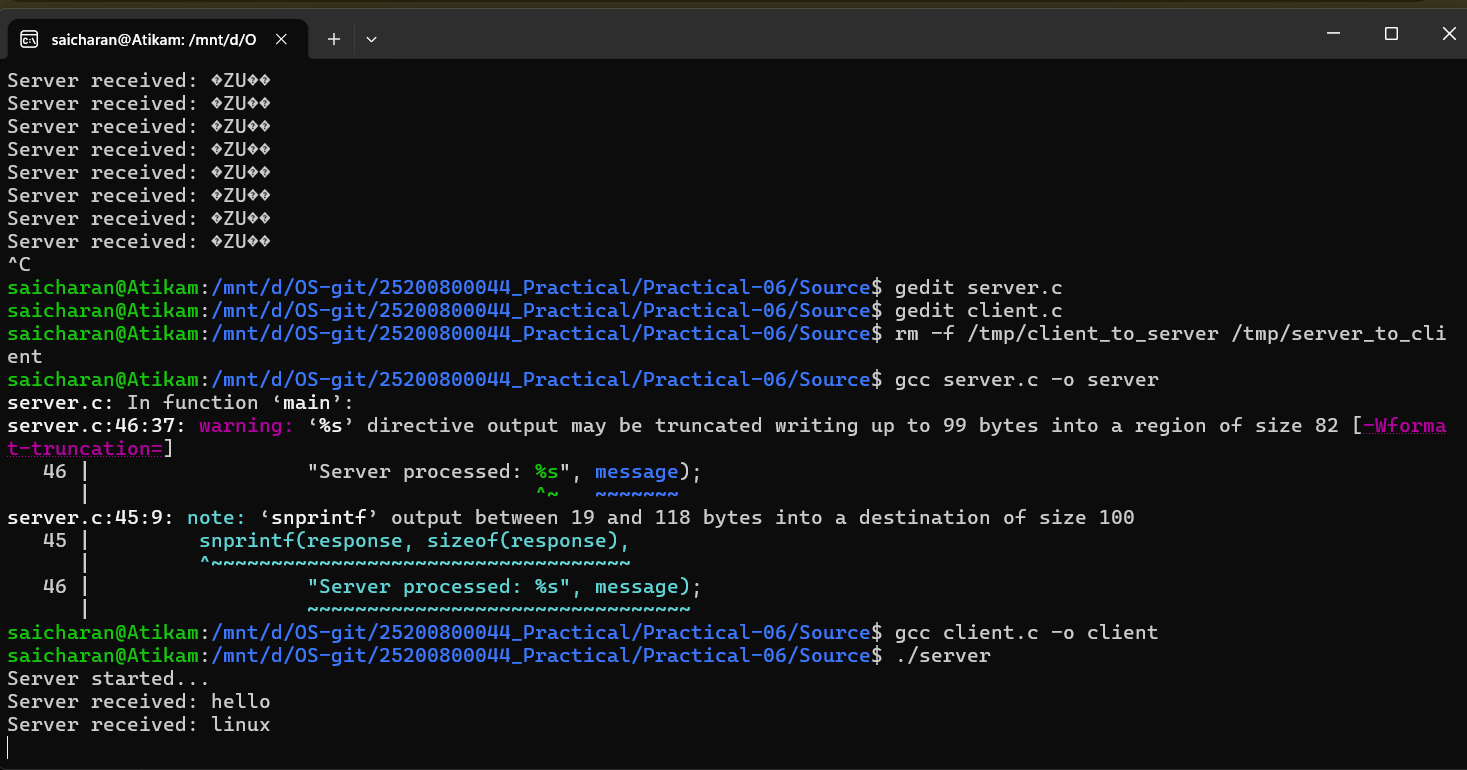 saicharan@Atikam: /mnt/d/O
Server received: �ZU��
Server received: �ZU��
Server received: �ZU��
Server received: �ZU��
Server received: �ZU��
Server received: �ZU��
Server received: �ZU��
Server received: �ZU��
^C
saicharan@Atikam:/mnt/d/OS-git/25200800044_Practical/Practical-06/Source$ gedit server.c
saicharan@Atikam:/mnt/d/OS-git/25200800044_Practical/Practical-06/Source$ gedit client.c
saicharan@Atikam:/mnt/d/OS-git/25200800044_Practical/Practical-06/Source$ rm -f /tmp/client_to_server /tmp/server_to_cli
ent
saicharan@Atikam:/mnt/d/OS-git/25200800044_Practical/Practical-06/Source$ gcc server.c -o server
server.c: In function ‘main’:
server.c:46:37: warning: ‘%s’ directive output may be truncated writing up to 99 bytes into a region of size 82 [-Wforma
t-truncation=]
   46 |                  "Server processed: %s", message);
      |                                     ^~   ~~~~~~~
server.c:45:9: note: ‘snprintf’ output between 19 and 118 bytes into a destination of size 100
   45 |         snprintf(response, sizeof(response),
      |         ^~~~~~~~~~~~~~~~~~~~~~~~~~~~~~~~~~~~
   46 |                  "Server processed: %s", message);
      |                  ~~~~~~~~~~~~~~~~~~~~~~~~~~~~~~~~
saicharan@Atikam:/mnt/d/OS-git/25200800044_Practical/Practical-06/Source$ gcc client.c -o client
saicharan@Atikam:/mnt/d/OS-git/25200800044_Practical/Practical-06/Source$ ./server
Server started...
Server received: hello
Server received: linux